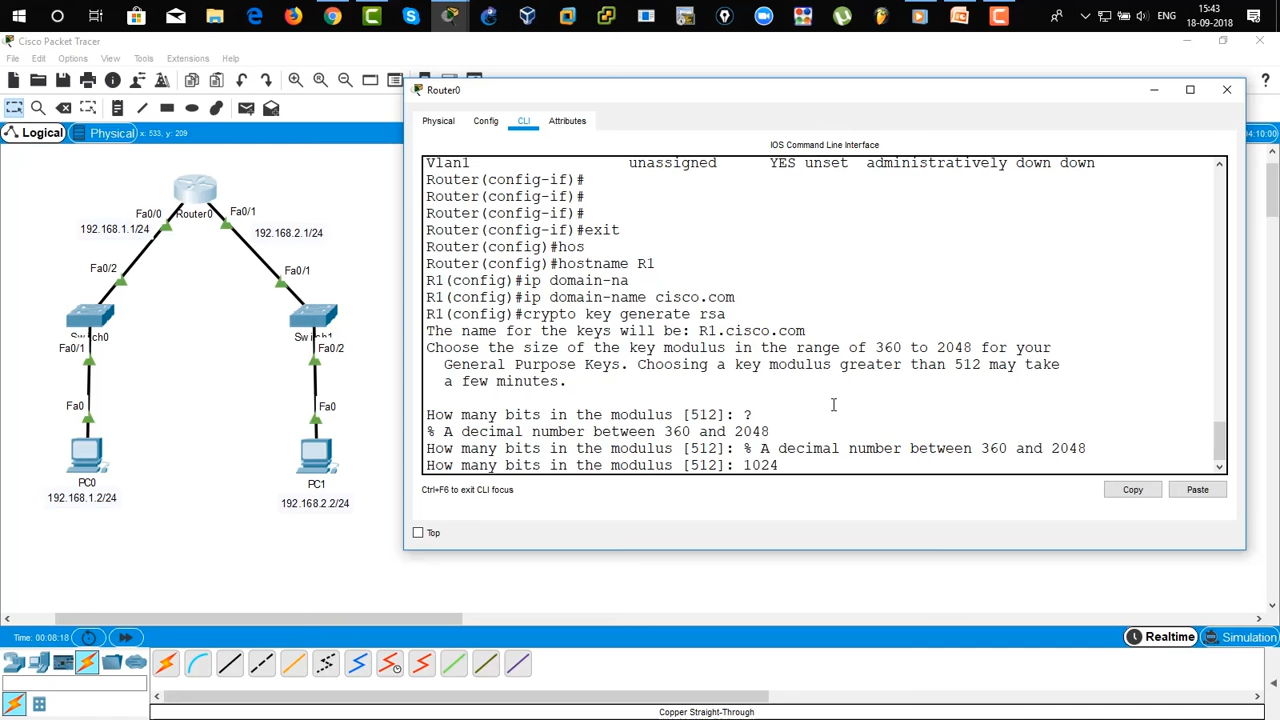 ENG
15:43
18-09-2018
Cisco Packet Tracer
File Edit Options View Tools Extensions Help
Logical
Physical
x: 533, y: 209
04:10:00
Fa0/0
Router0
Fa0/1
192.168.1.1/24
192.168.2.1/24
Fa0/2
Fa0/1
Fa0/1
Fa0/2
Fa0
Fa0
PC0
PC1
192.168.1.2/24
192.168.2.2/24
Router0
Physical Config CLI Attributes
IOS Command Line Interface
Vlan1 unassigned YES unset administratively down down
Router(config-if)#
Router(config-if)#
Router(config-if)#
Router(config-if)#exit
Router(config)#hos
Router(config)#hostname R1
R1(config)#ip domain-na
R1(config)#ip domain-name cisco.com
R1(config)#crypto key generate rsa
The name for the keys will be: R1.cisco.com
Choose the size of the key modulus in the range of 360 to 2048 for your
General Purpose Keys. Choosing a key modulus greater than 512 may take
a few minutes.
How many bits in the modulus [512]: ?
% A decimal number between 360 and 2048
How many bits in the modulus [512]: % A decimal number between 360 and 2048
How many bits in the modulus [512]: 1024
Ctrl+F6 to exit CLI focus
Copy
Paste
Top
Time: 00:08:18
Realtime
Simulation
Copper Straight-Through